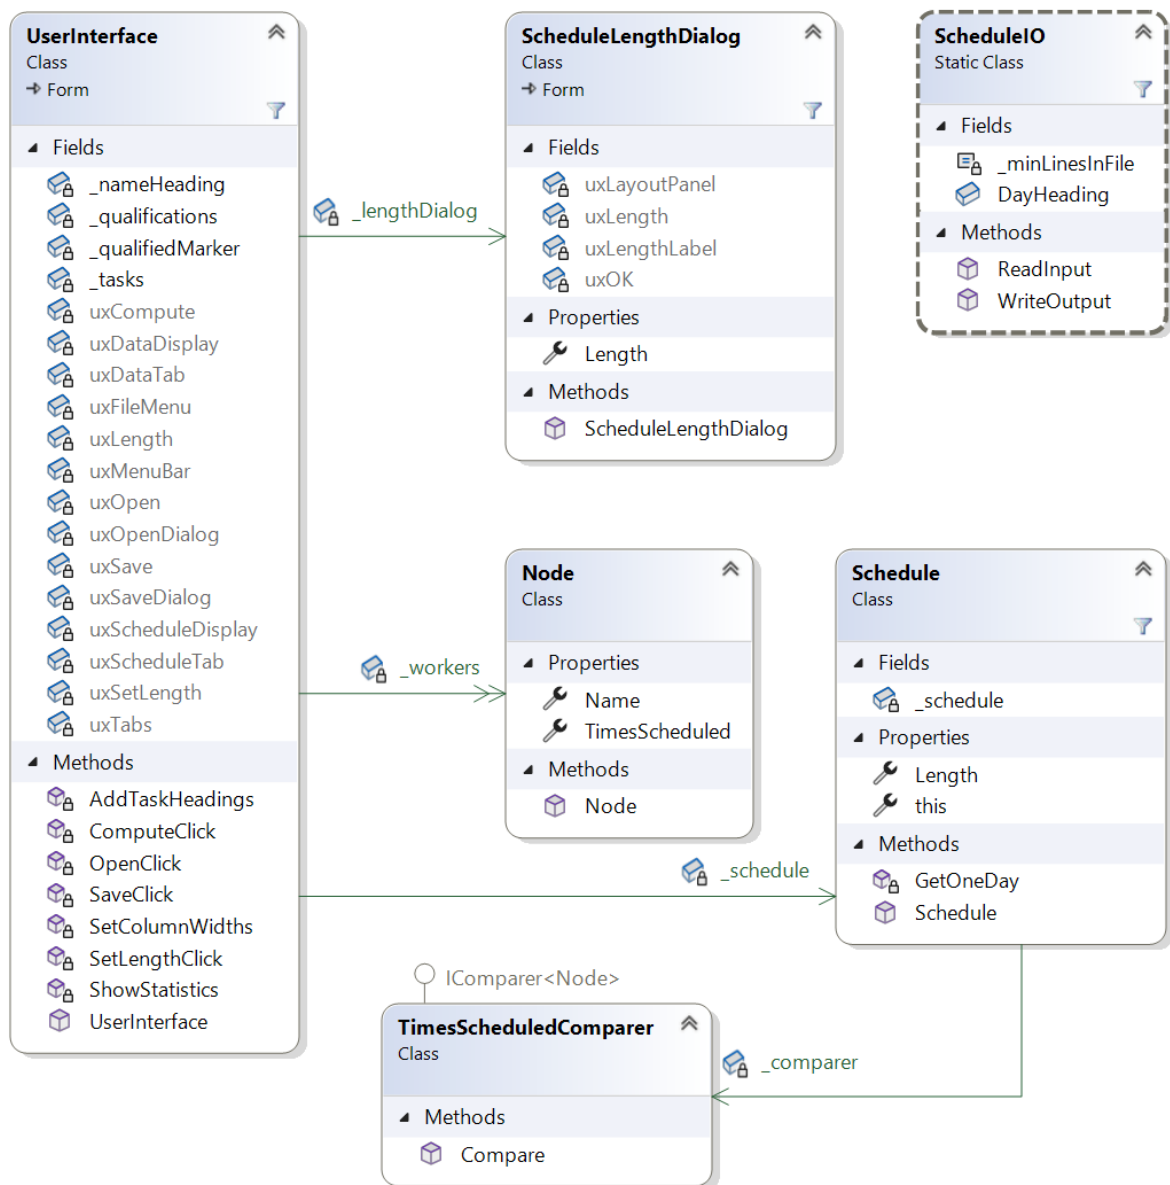 UserInterface
Class
Form
Fields
_nameHeading
_qualifications
_qualifiedMarker
_tasks
uxCompute
uxDataDisplay
uxDataTab
uxFileMenu
uxLength
uxMenuBar
uxOpen
uxOpenDialog
uxSave
uxSaveDialog
uxScheduleDisplay
uxScheduleTab
uxSetLength
uxTabs
Methods
AddTaskHeadings
ComputeClick
OpenClick
SaveClick
SetColumnWidths
SetLengthClick
ShowStatistics
UserInterface
_lengthDialog
ScheduleLengthDialog
Class
Form
Fields
uxLayoutPanel
uxLength
uxLengthLabel
uxOK
Properties
Length
Methods
ScheduleLengthDialog
ScheduleIO
Static Class
Fields
_minLinesInFile
DayHeading
Methods
ReadInput
WriteOutput
_workers
Node
Class
Properties
Name
TimesScheduled
Methods
Node
_schedule
Schedule
Class
Fields
_schedule
Properties
Length
this
Methods
GetOneDay
Schedule
IComparer<Node>
TimesScheduledComparer
Class
Methods
Compare
_comparer